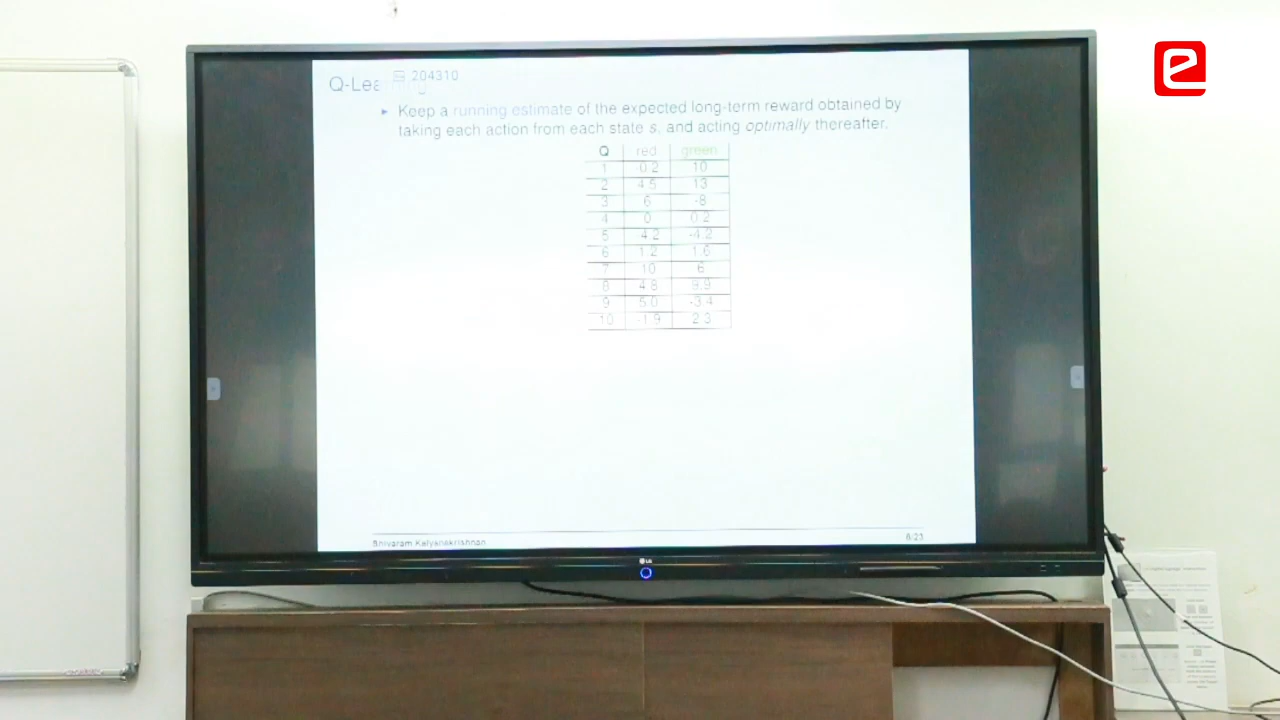 204310
Q-Lea
▸ Keep a running estimate of the expected long-term reward obtained by
taking each action from each state s, and acting optimally thereafter.
Q red green
1 0.2 10
2 4.5 13
3 6 -8
4 0 0.2
5 4.2 -4.2
6 1.2 1.6
7 10 6
8 4.8 9.9
9 5.0 -3.4
10 -1.9 2.3
Shivaram Kalyanakrishnan 6/23
LG
e